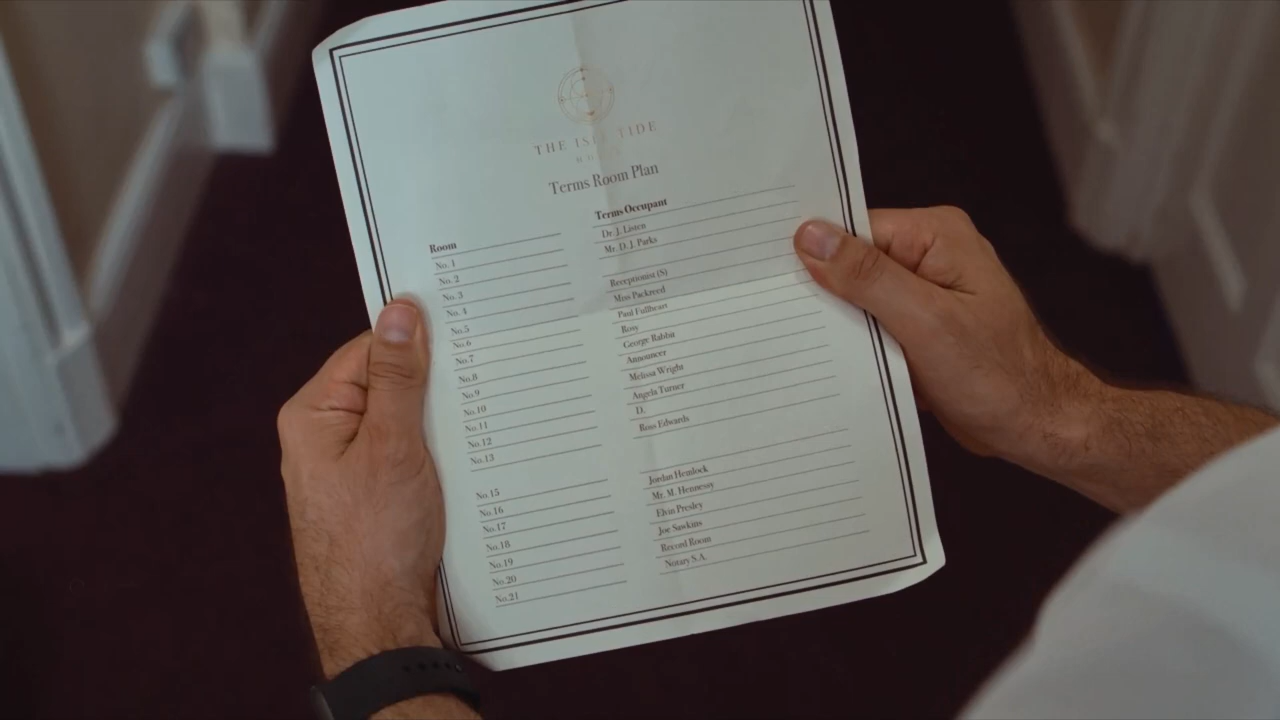 THE ISLE TIDE
Terms Room Plan
Room Terms Occupant
No. 1 Dr. J. Listen
No. 2 Mr. D. J. Parks
No. 3
No. 4 Receptionist (S)
No.5 Miss Packreed
No.6 Paul Fullheart
No.7 Rosy
No.8 George Rabbit
No.9 Announcer
No.10 Melissa Wright
No.11 Angela Turner
No.12 D.
No.13 Ross Edwards
No.15
No.16 Jordan Hemlock
No.17 Mr. M. Hennessy
No.18 Elvin Presley
No.19 Joe Sawkins
No.20 Record Room
No.21 Notary S.A.